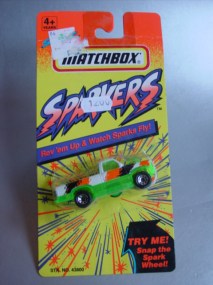 4+
MATCHBOX
SPARKERS
Rev 'em Up & Watch Sparks Fly!
TRY ME!
Snap the
Spark
Wheel!